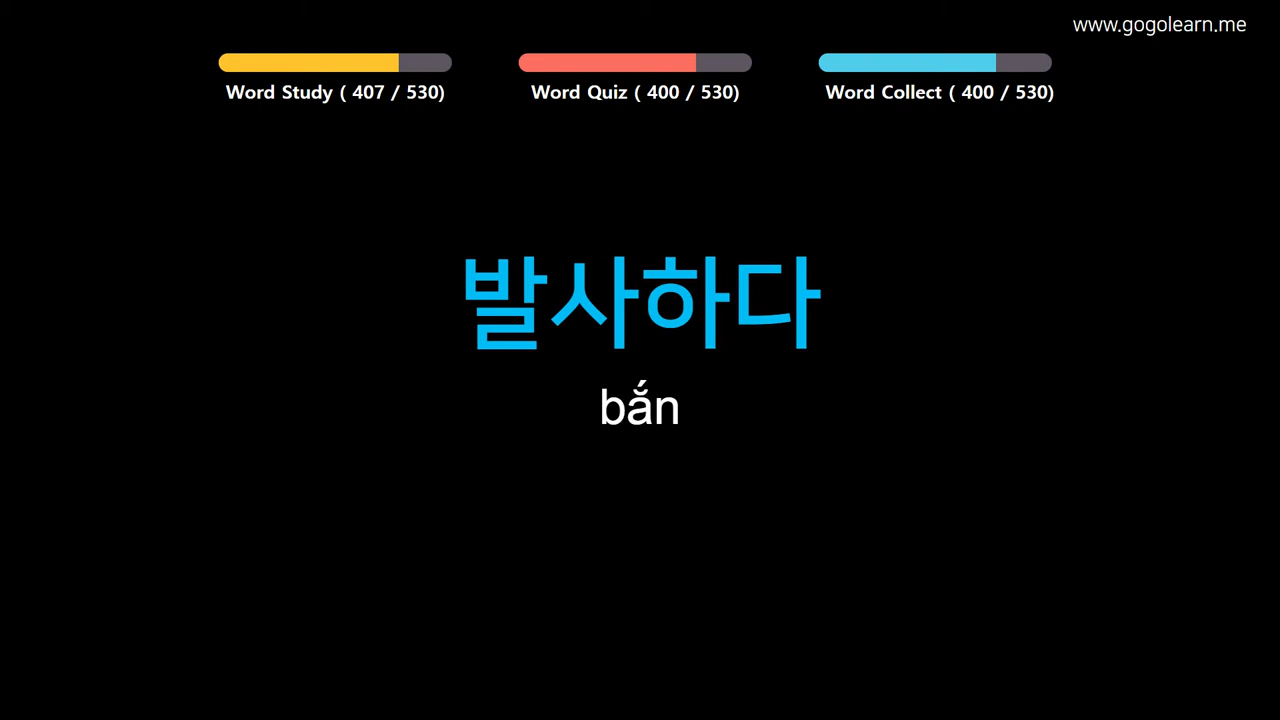 www.gogolearn.me
Word Study ( 407 / 530)
Word Quiz ( 400 / 530)
Word Collect ( 400 / 530)
발사하다
bắn